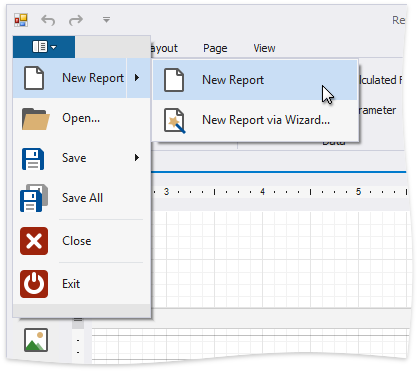 Re
ayout Page View
New Report New Report
Open... New Report via Wizard...
Save
Save All
Close
Exit
lculated F
rameter
Data
3 4 5